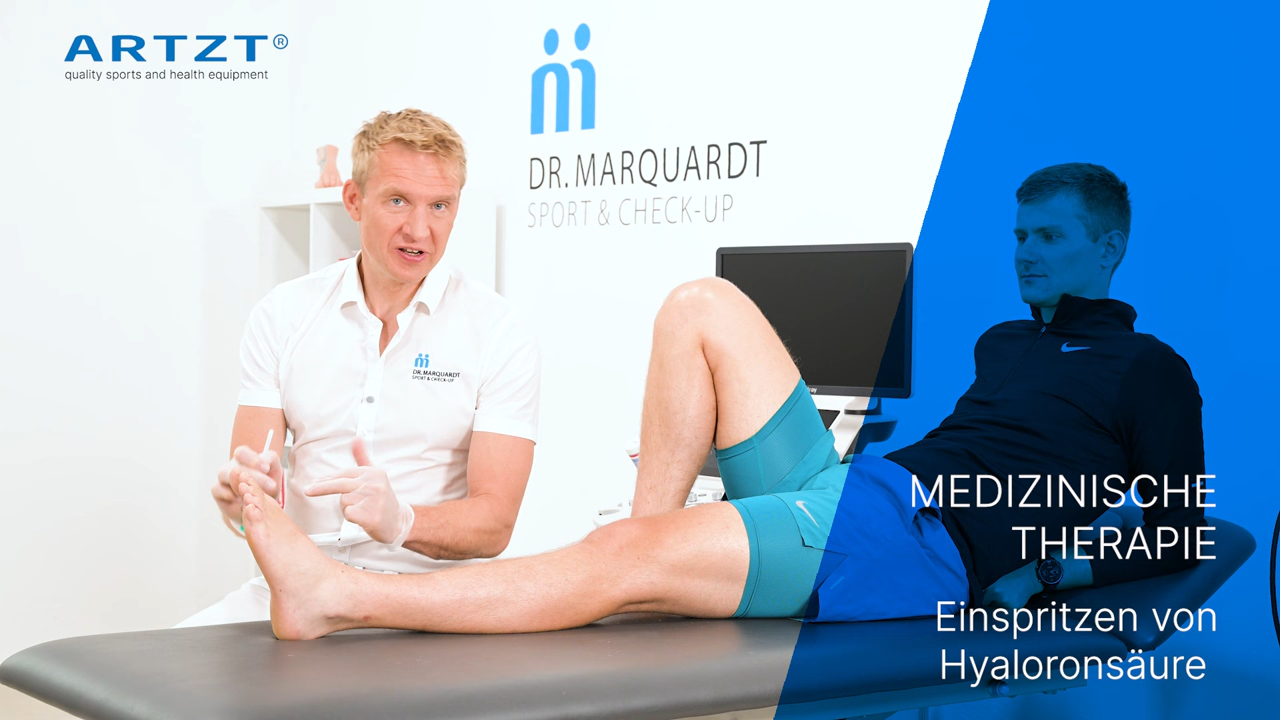 ARTZT®
quality sports and health equipment
DR. MARQUARDT
SPORT & CHECK-UP
DR. MARQUARDT
SPORT & CHECK-UP
MEDIZINISCHE
THERAPIE
Einspritzen von
Hyaloronsäure